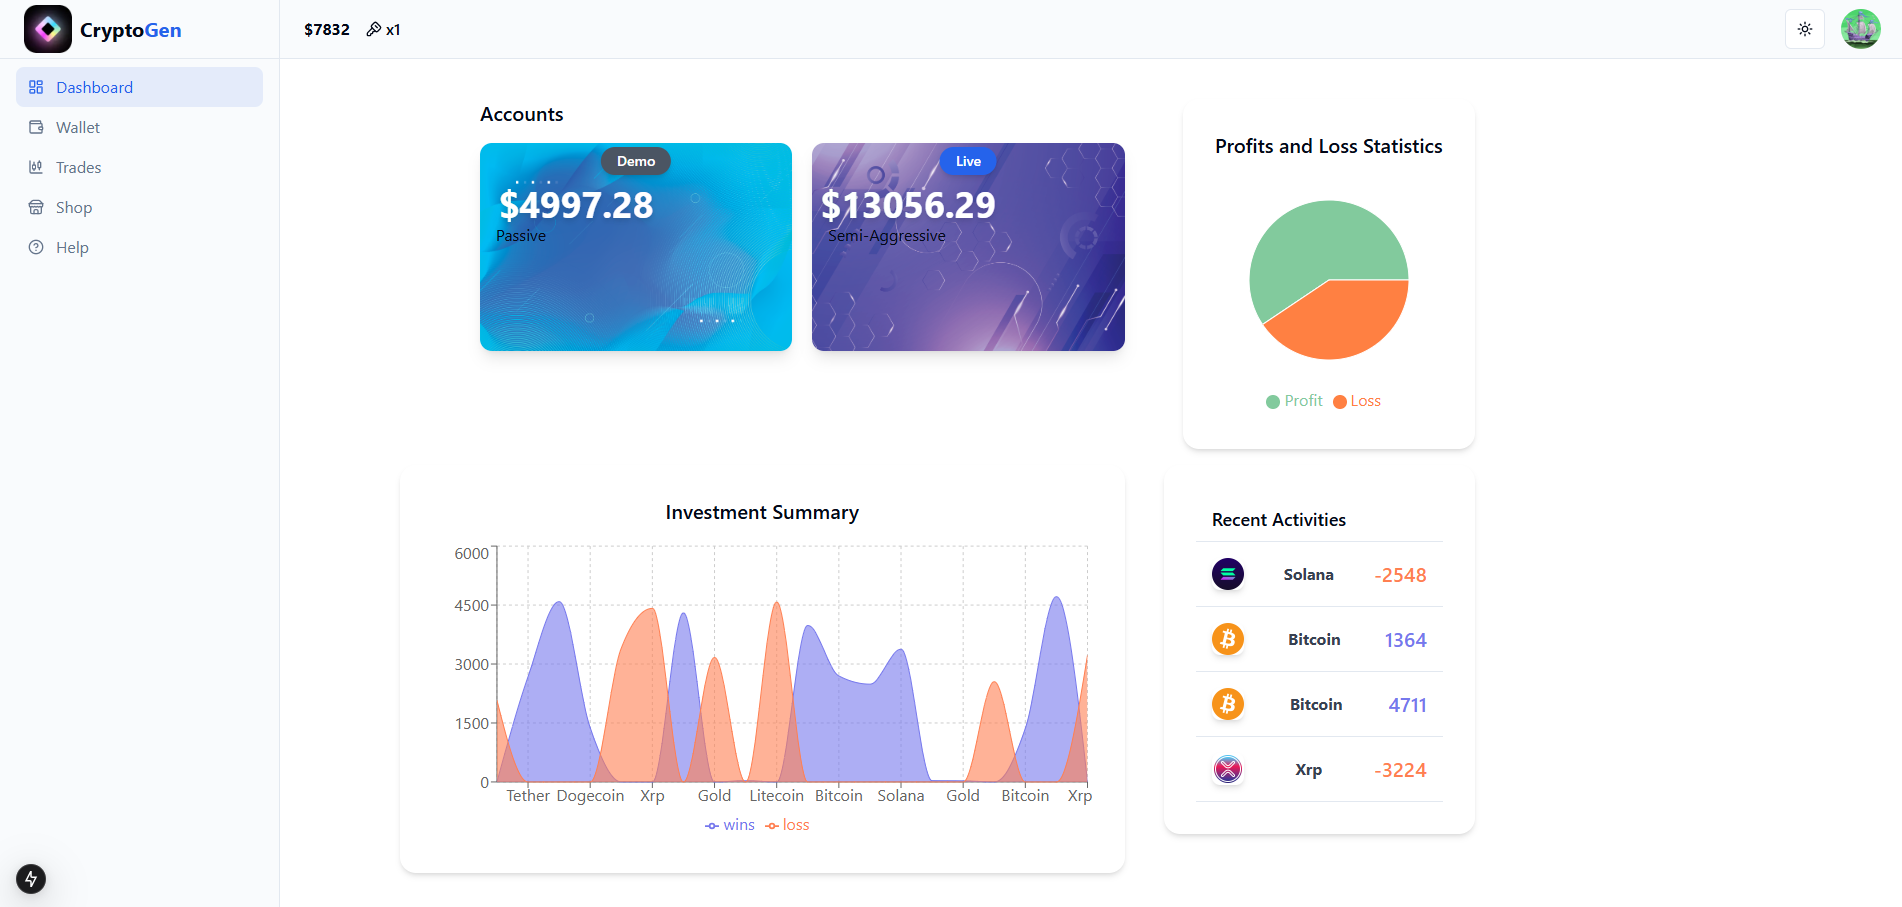 CryptoGen
$7832 x1
Dashboard
Wallet
Trades
Shop
Help
Accounts
Demo
$4997.28
Passive
Live
$13056.29
Semi-Aggressive
Profits and Loss Statistics
Profit Loss
Investment Summary
6000
4500
3000
1500
0
Tether Dogecoin Xrp Gold Litecoin Bitcoin Solana Gold Bitcoin Xrp
wins loss
Recent Activities
Solana -2548
Bitcoin 1364
Bitcoin 4711
Xrp -3224